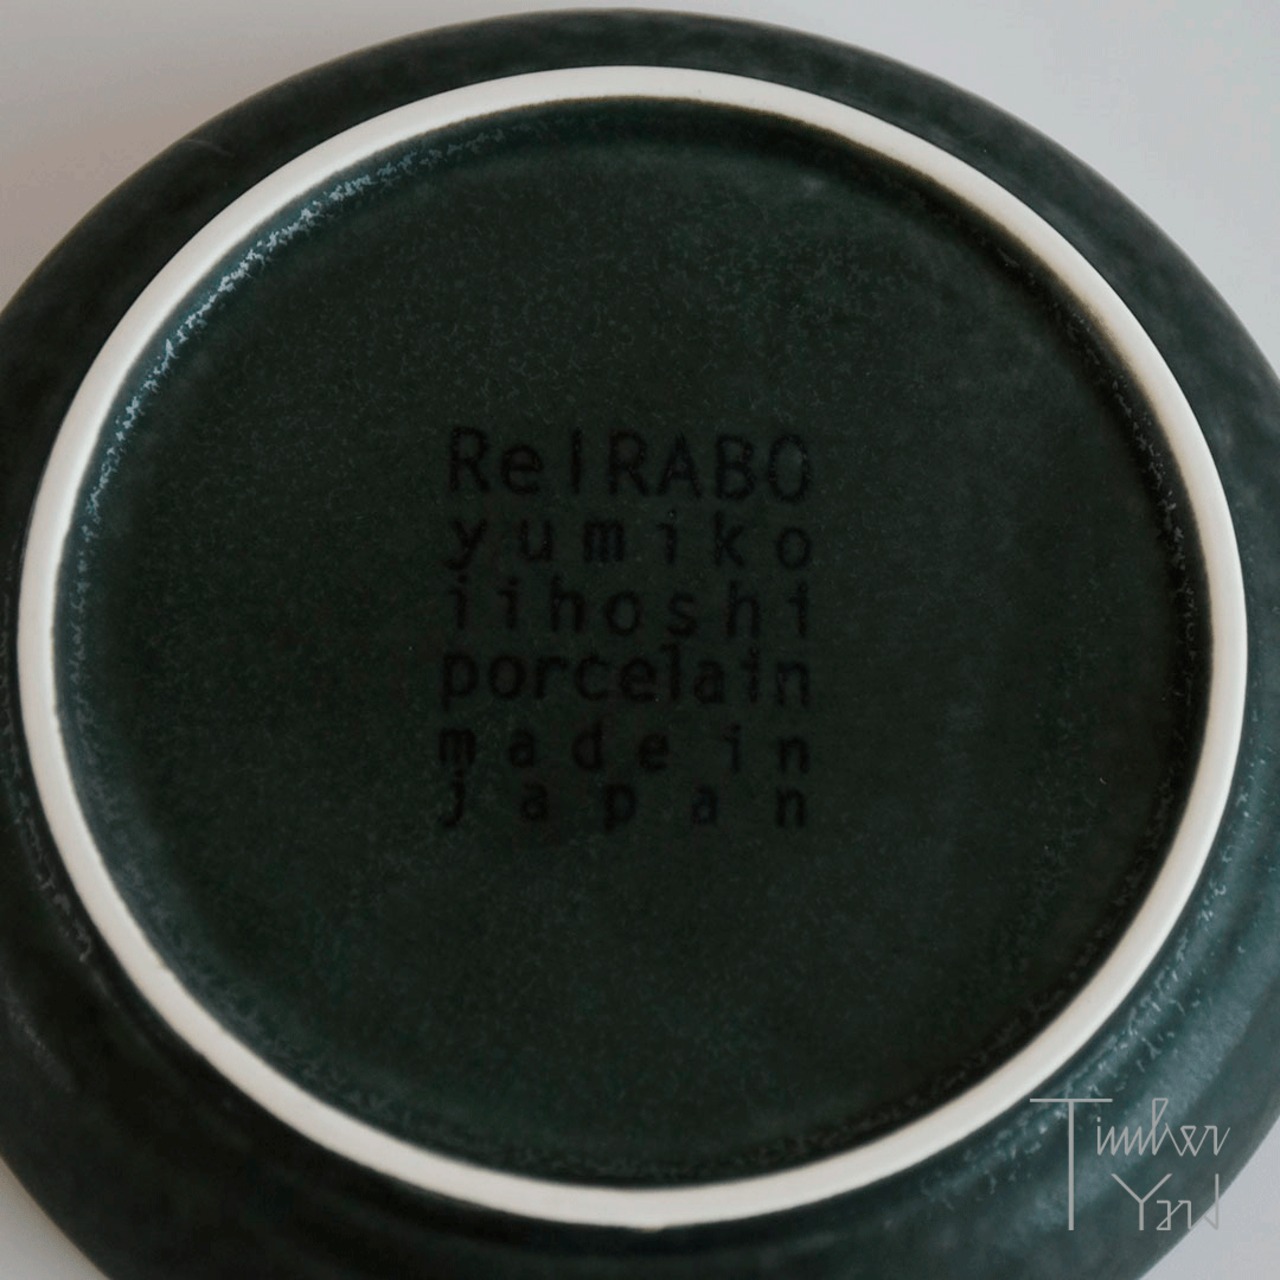 ReIRABO
yumiko
iihoshi
porcelain
made in
japan
Timber
Yard